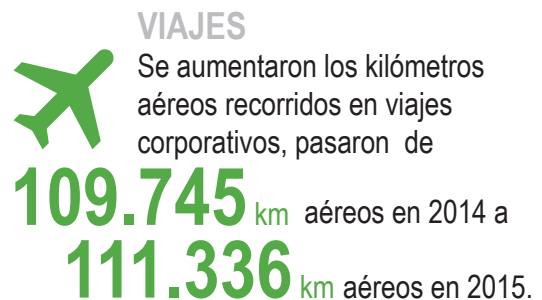 VIAJES
Se aumentaron los kilómetros
aéreos recorridos en viajes
corporativos, pasaron de
109.745 km aéreos en 2014 a
111.336 km aéreos en 2015.